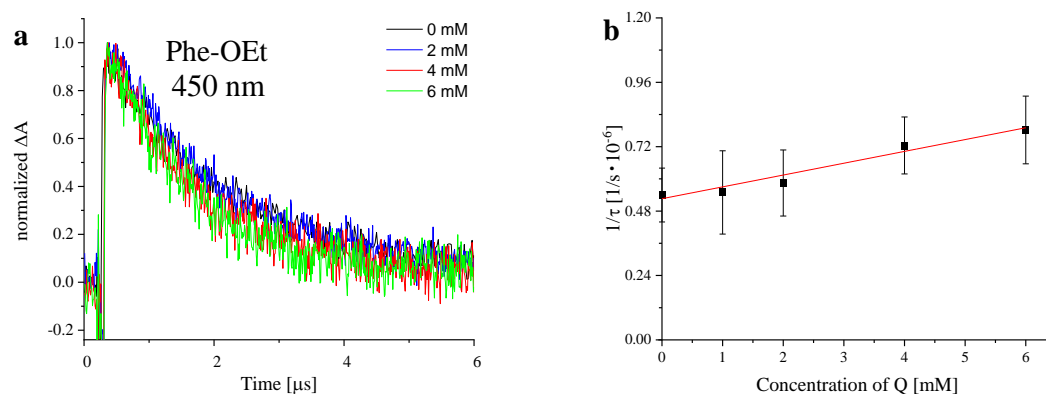 a
Phe-OEt
450 nm
0 mM
2 mM
4 mM
6 mM
1.0
0.8
0.6
0.4
0.2
0.0
-0.2
normalized ΔA
0
2
4
6
Time [μs]
b
1.20
0.96
0.72
0.48
0.24
0.00
1/τ [1/s·10⁻⁶]
0
1
2
3
4
5
6
Concentration of Q [mM]